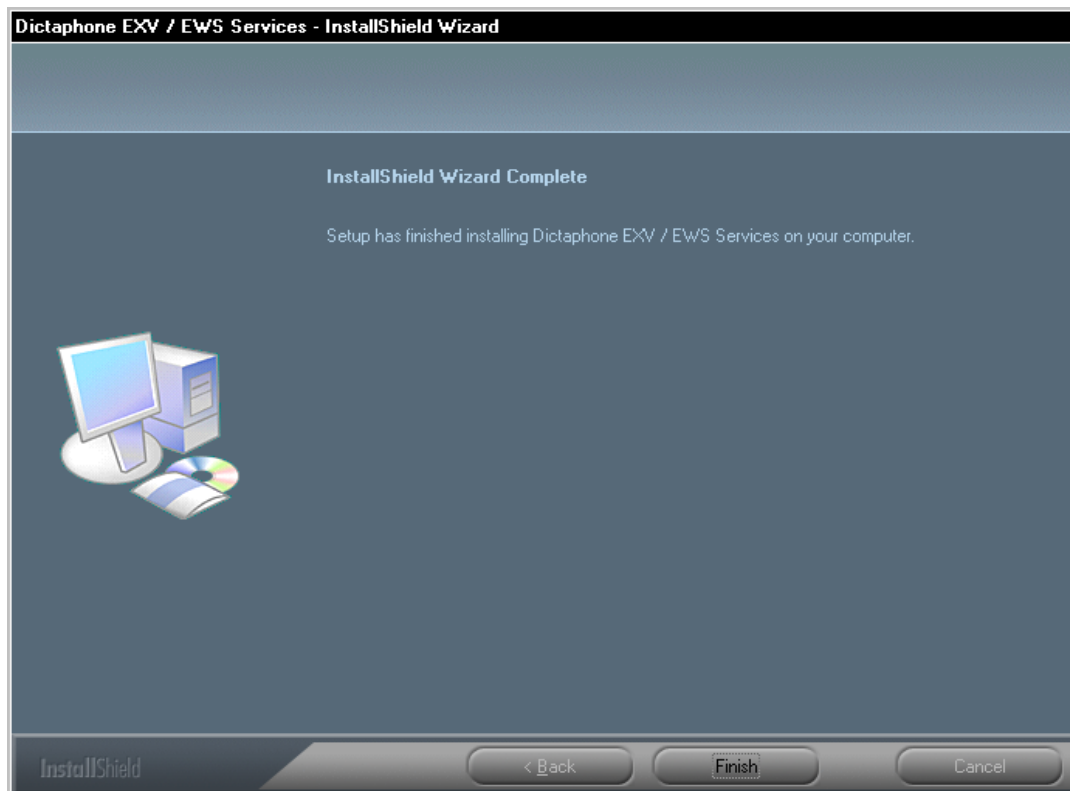 Dictaphone EXV / EWS Services - InstallShield Wizard
InstallShield Wizard Complete
Setup has finished installing Dictaphone EXV / EWS Services on your computer.
InstallShield
< Back
Finish
Cancel